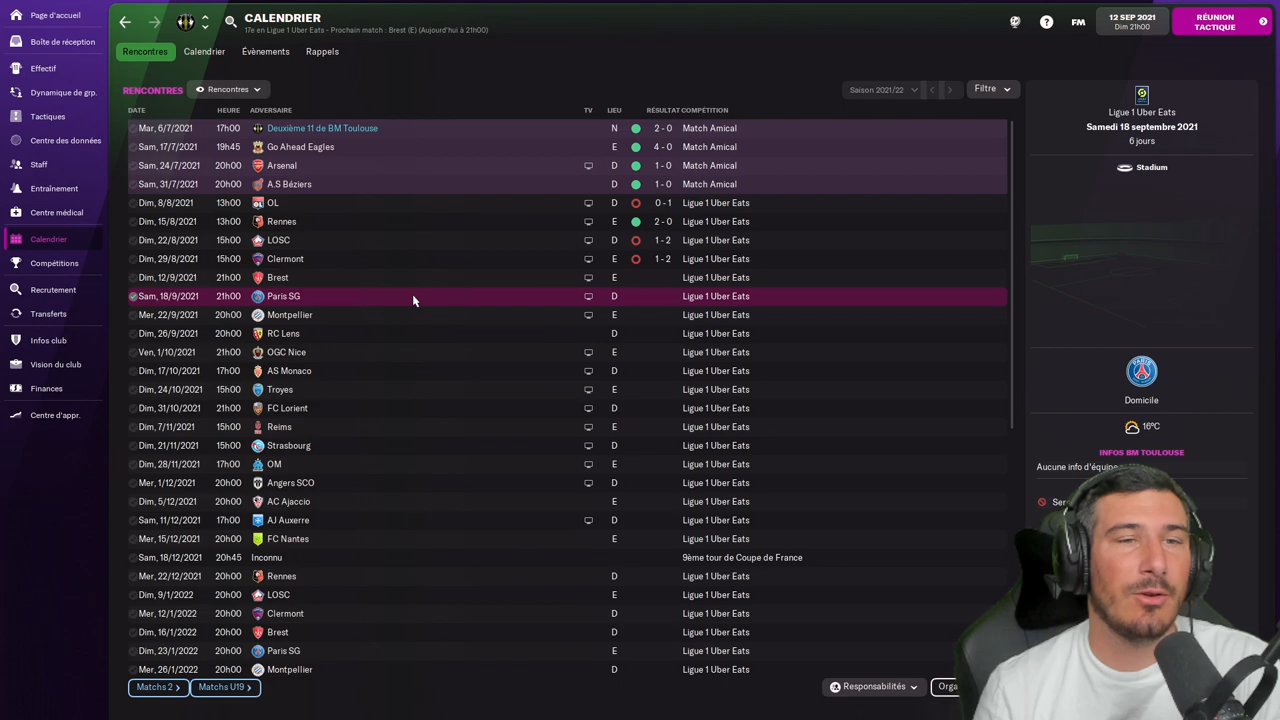 Page d'accueil
Boîte de réception
Effectif
Dynamique de grp.
Tactiques
Centre des données
Staff
Entraînement
Centre médical
Calendrier
Compétitions
Recrutement
Transferts
Infos club
Vision du club
Finances
Centre d'appr.
CALENDRIER
17e en Ligue 1 Uber Eats - Prochain match : Brest (E) (Aujourd'hui à 21h00)
FM
12 SEP 2021
Dim 21h00
RÉUNION TACTIQUE
Rencontres Calendrier Évènements Rappels
RENCONTRES Rencontres Saison 2021/22 Filtre
DATE HEURE ADVERSAIRE TV LIEU RÉSULTAT COMPÉTITION
Mar, 6/7/2021 17h00 Deuxième 11 de BM Toulouse N 2 - 0 Match Amical
Sam, 17/7/2021 19h45 Go Ahead Eagles E 4 - 0 Match Amical
Sam, 24/7/2021 20h00 Arsenal D 1 - 0 Match Amical
Sam, 31/7/2021 20h00 A.S Béziers D 1 - 0 Match Amical
Dim, 8/8/2021 13h00 OL D 0 - 1 Ligue 1 Uber Eats
Dim, 15/8/2021 13h00 Rennes E 2 - 0 Ligue 1 Uber Eats
Dim, 22/8/2021 15h00 LOSC D 1 - 2 Ligue 1 Uber Eats
Dim, 29/8/2021 15h00 Clermont E 1 - 2 Ligue 1 Uber Eats
Dim, 12/9/2021 21h00 Brest E Ligue 1 Uber Eats
Sam, 18/9/2021 21h00 Paris SG D Ligue 1 Uber Eats
Mer, 22/9/2021 20h00 Montpellier E Ligue 1 Uber Eats
Dim, 26/9/2021 20h00 RC Lens D Ligue 1 Uber Eats
Ven, 1/10/2021 21h00 OGC Nice E Ligue 1 Uber Eats
Dim, 17/10/2021 17h00 AS Monaco D Ligue 1 Uber Eats
Dim, 24/10/2021 15h00 Troyes E Ligue 1 Uber Eats
Dim, 31/10/2021 21h00 FC Lorient D Ligue 1 Uber Eats
Dim, 7/11/2021 15h00 Reims E Ligue 1 Uber Eats
Dim, 21/11/2021 15h00 Strasbourg D Ligue 1 Uber Eats
Dim, 28/11/2021 17h00 OM E Ligue 1 Uber Eats
Mer, 1/12/2021 20h00 Angers SCO D Ligue 1 Uber Eats
Dim, 5/12/2021 20h00 AC Ajaccio E Ligue 1 Uber Eats
Sam, 11/12/2021 17h00 AJ Auxerre D Ligue 1 Uber Eats
Mer, 15/12/2021 20h00 FC Nantes E Ligue 1 Uber Eats
Sam, 18/12/2021 20h45 Inconnu 9ème tour de Coupe de France
Mer, 22/12/2021 20h00 Rennes D Ligue 1 Uber Eats
Dim, 9/1/2022 20h00 LOSC E Ligue 1 Uber Eats
Mer, 12/1/2022 20h00 Clermont D Ligue 1 Uber Eats
Dim, 16/1/2022 20h00 Brest D Ligue 1 Uber Eats
Dim, 23/1/2022 20h00 Paris SG E Ligue 1 Uber Eats
Mer, 26/1/2022 20h00 Montpellier D Ligue 1 Uber Eats
Matchs 2 Matchs U19 Responsabilités
Ligue 1 Uber Eats
Samedi 18 septembre 2021
6 jours
Stadium
Domicile
16°C
INFOS BM TOULOUSE
Aucune info d'équipe